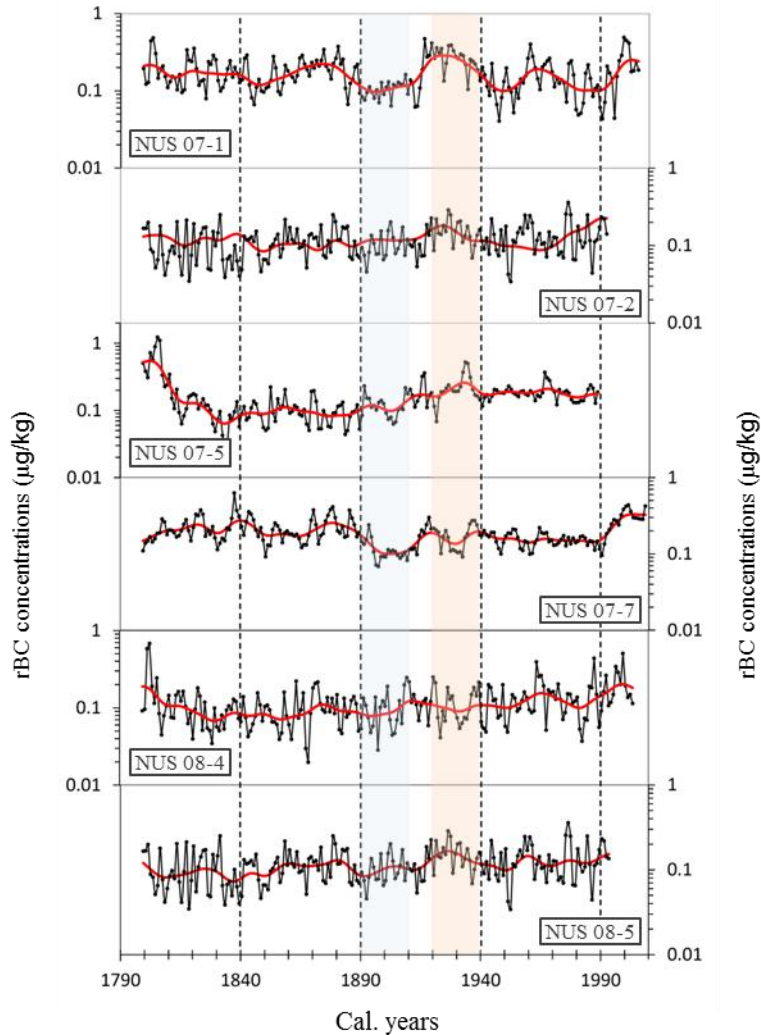 1
0.1
NUS 07-1
0.01
1
0.1
NUS 07-2
0.01
1
0.1
NUS 07-5
0.01
1
0.1
NUS 07-7
0.01
1
0.1
NUS 08-4
0.01
1
0.1
NUS 08-5
0.01
1790 1840 1890 1940 1990
Cal. years
rBC concentrations (µg/kg)
rBC concentrations (µg/kg)